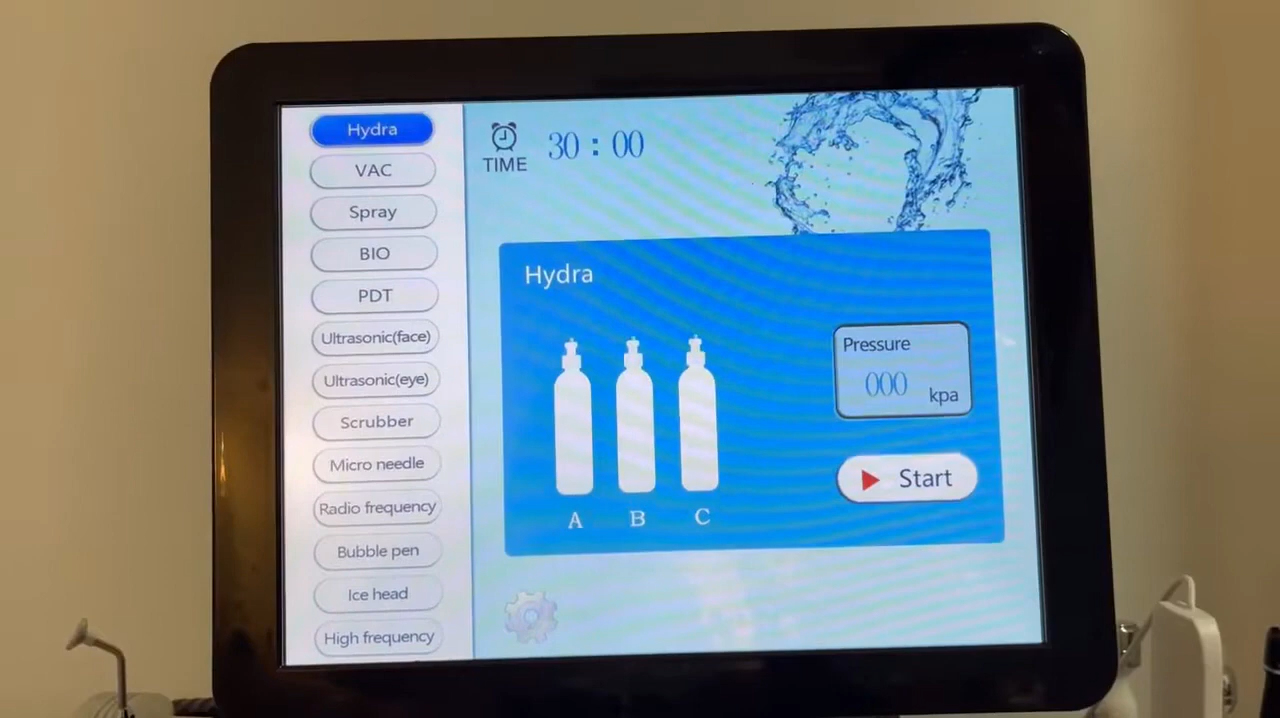 Hydra
VAC
Spray
BIO
PDT
Ultrasonic(face)
Ultrasonic(eye)
Scrubber
Micro needle
Radio frequency
Bubble pen
Ice head
High frequency
TIME 30 : 00
Hydra
A B C
Pressure
000 kpa
Start